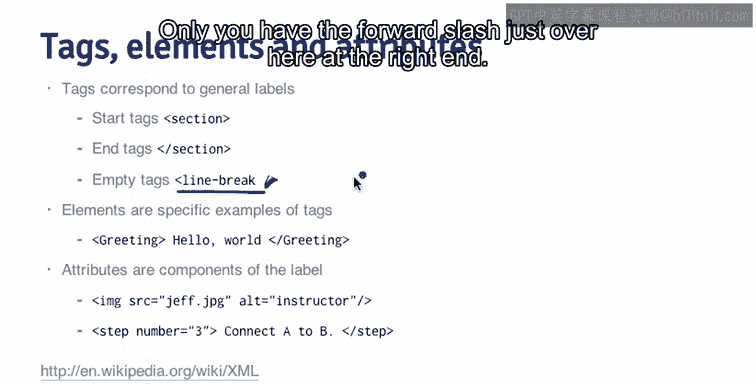 Only you have the forward slash just over
here at the right end.
Tags, elements and attributes
· Tags correspond to general labels
- Start tags <section>
- End tags </section>
- Empty tags <line-break /
· Elements are specific examples of tags
- <Greeting> Hello, world </Greeting>
· Attributes are components of the label
- <img src="jeff.jpg" alt="instructor"/>
- <step number="3"> Connect A to B. </step>
http://en.wikipedia.org/wiki/XML